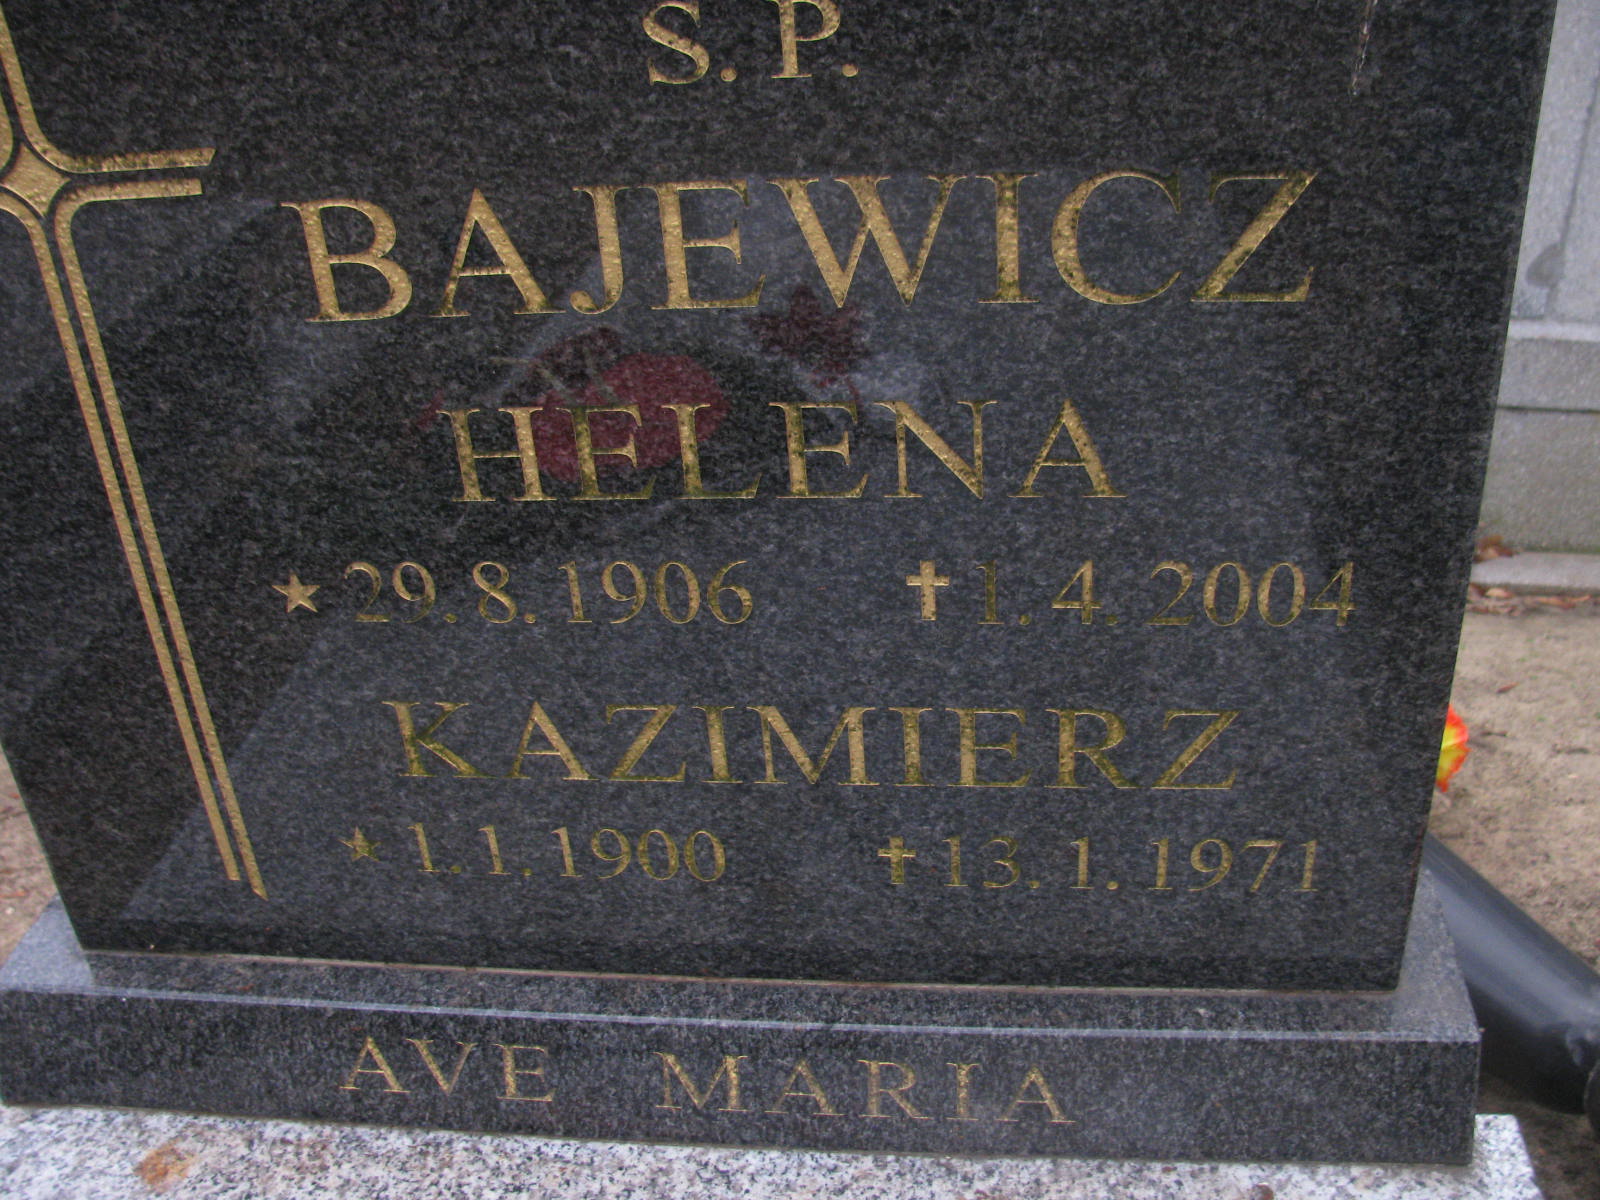 S.P.
BAJEWICZ
HELENA
★ 29.8.1906 ✝ 1.4.2004
KAZIMIERZ
★ 1.1.1900 ✝ 13.1.1971
AVE MARIA